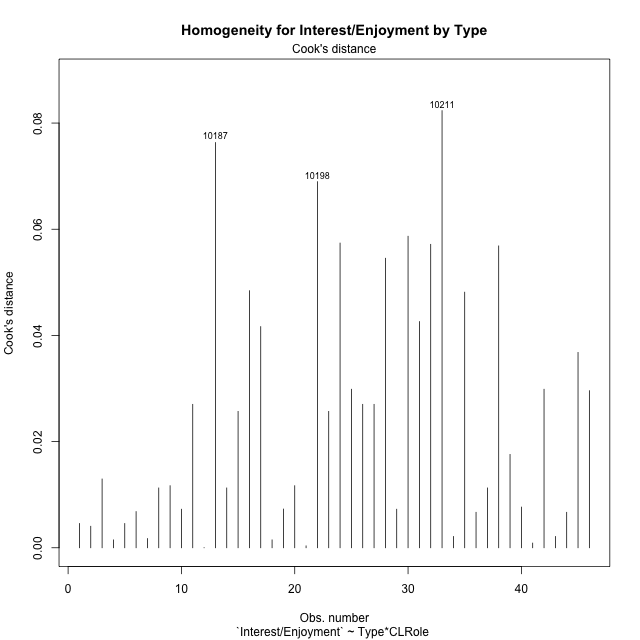 Homogeneity for Interest/Enjoyment by Type
Cook's distance
10211
10187
10198
Cook's distance
0.08
0.06
0.04
0.02
0.00
0 10 20 30 40
Obs. number
`Interest/Enjoyment` ~ Type*CLRole